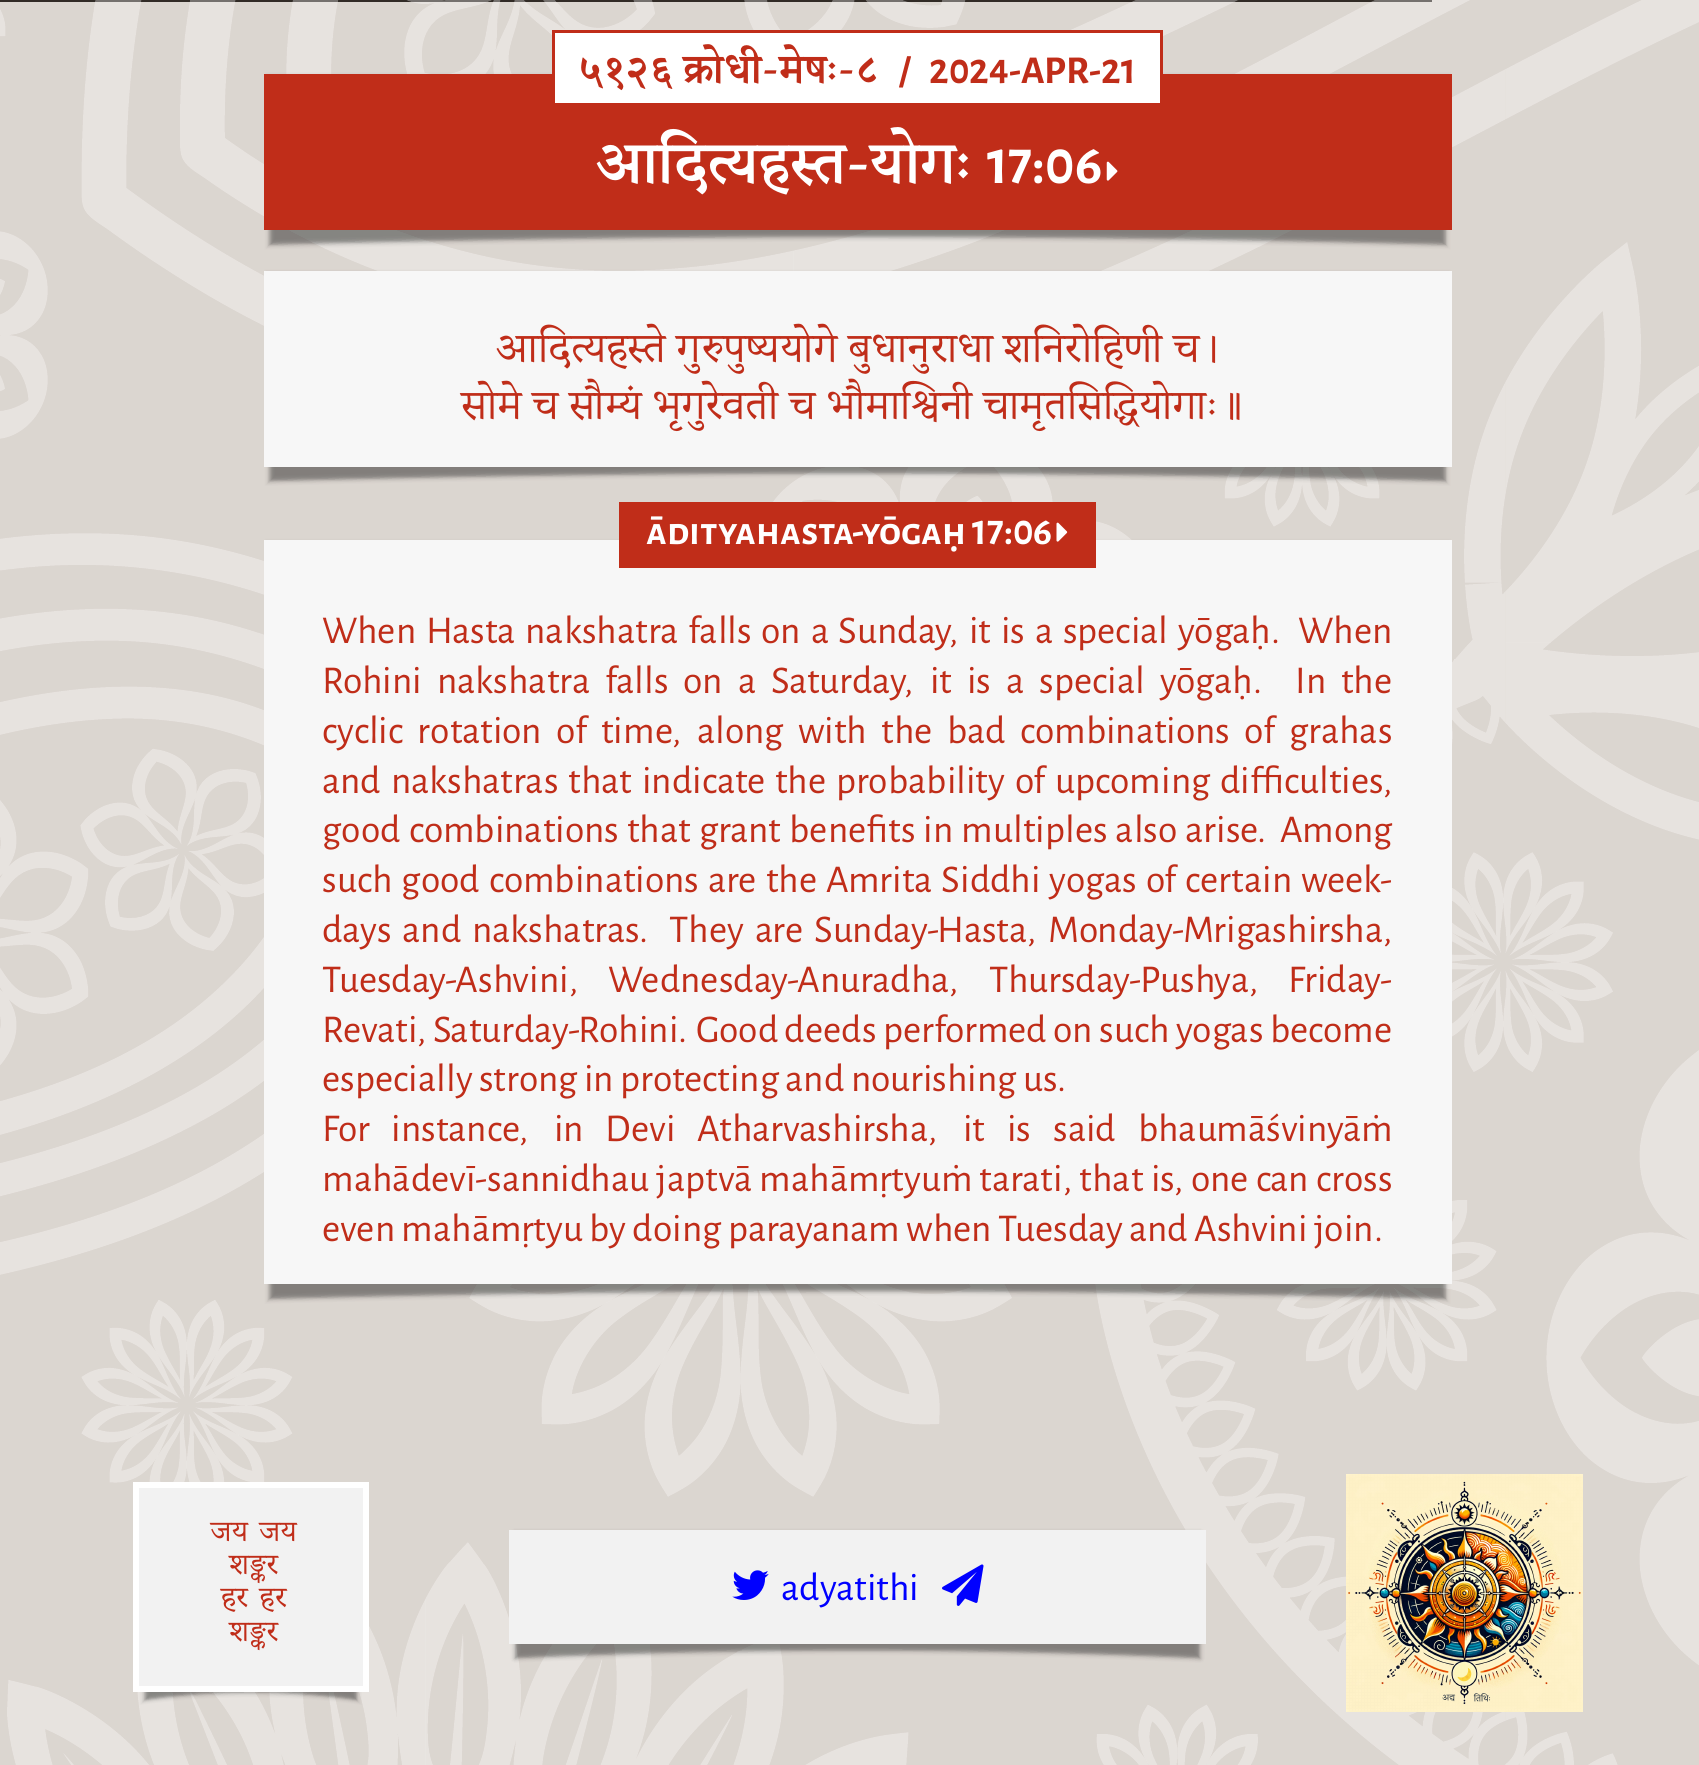 ५१२६ क्रोधी-मेषः-८ / 2024-APR-21
आदित्यहस्त-योगः 17:06▸
आदित्यहस्ते गुरुपुष्ययोगे बुधानुराधा शनिरोहिणी च।
सोमे च सौम्यं भृगुरेवती च भौमाश्विनी चामृतसिद्धियोगाः॥
ĀDITYAHASTA-YŌGAḤ 17:06▸
When Hasta nakshatra falls on a Sunday, it is a special yōgaḥ. When
Rohini nakshatra falls on a Saturday, it is a special yōgaḥ. In the
cyclic rotation of time, along with the bad combinations of grahas
and nakshatras that indicate the probability of upcoming difficulties,
good combinations that grant benefits in multiples also arise. Among
such good combinations are the Amrita Siddhi yogas of certain week-
days and nakshatras. They are Sunday-Hasta, Monday-Mrigashirsha,
Tuesday-Ashvini, Wednesday-Anuradha, Thursday-Pushya, Friday-
Revati, Saturday-Rohini. Good deeds performed on such yogas become
especially strong in protecting and nourishing us.
For instance, in Devi Atharvashirsha, it is said bhaumāśvinyāṁ
mahādevī-sannidhau japtvā mahāmṛtyuṁ tarati, that is, one can cross
even mahāmṛtyu by doing parayanam when Tuesday and Ashvini join.
जय जय
शङ्कर
हर हर
शङ्कर
adyatithi
अद्य तिथिः